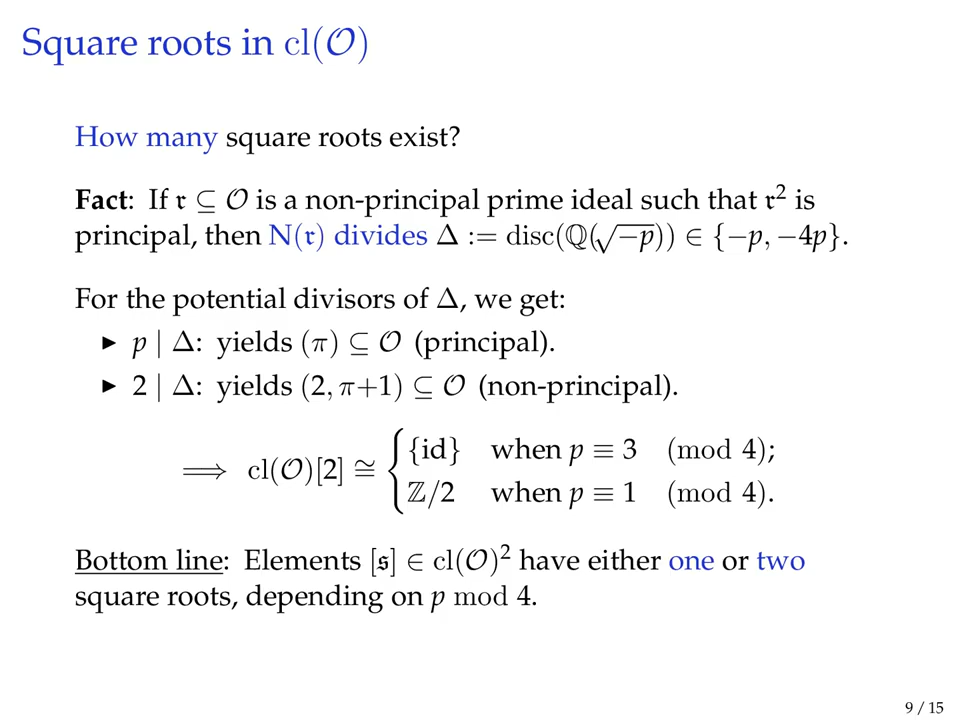 Square roots in cl(𝒪)
How many square roots exist?
Fact: If 𝔯 ⊆ 𝒪 is a non-principal prime ideal such that 𝔯² is
principal, then N(𝔯) divides Δ := disc(ℚ(√−p)) ∈ {−p, −4p}.
For the potential divisors of Δ, we get:
▶ p | Δ: yields (π) ⊆ 𝒪 (principal).
▶ 2 | Δ: yields (2, π+1) ⊆ 𝒪 (non-principal).
⟹ cl(𝒪)[2] ≅ { {id} when p ≡ 3 (mod 4);
ℤ/2 when p ≡ 1 (mod 4).
Bottom line: Elements [𝔰] ∈ cl(𝒪)² have either one or two
square roots, depending on p mod 4.
9 / 15